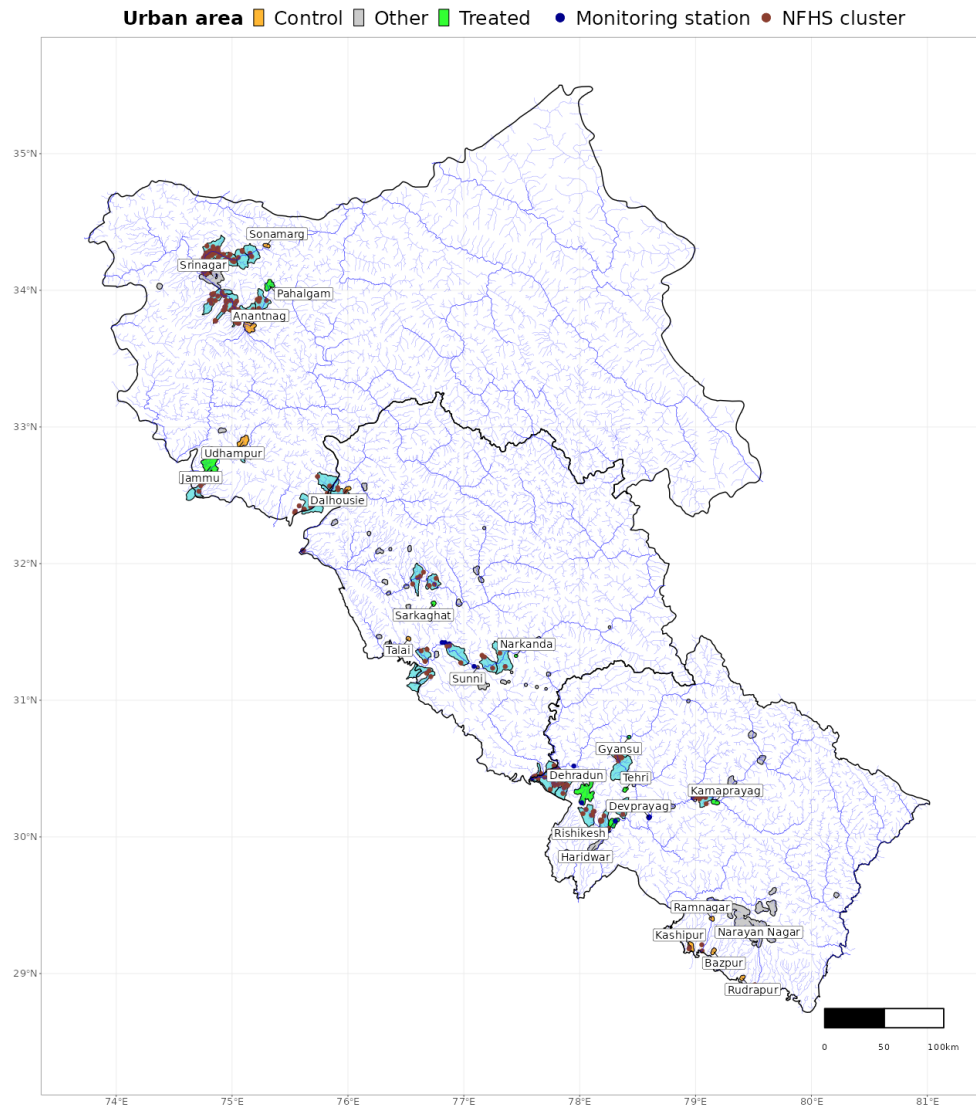 Urban area Control Other Treated Monitoring station NFHS cluster
35°N
Sonamarg
Srinagar
34°N
Pahalgam
Anantnag
33°N
Udhampur
Jammu
Dalhousie
32°N
Sarkaghat
Talai
Narkanda
Sunni
31°N
Gyansu
Dehradun
Tehri
Karnaprayag
Devprayag
30°N
Rishikesh
Haridwar
Ramnagar
Kashipur
Narayan Nagar
Bazpur
29°N
Rudrapur
0 50 100km
74°E 75°E 76°E 77°E 78°E 79°E 80°E 81°E